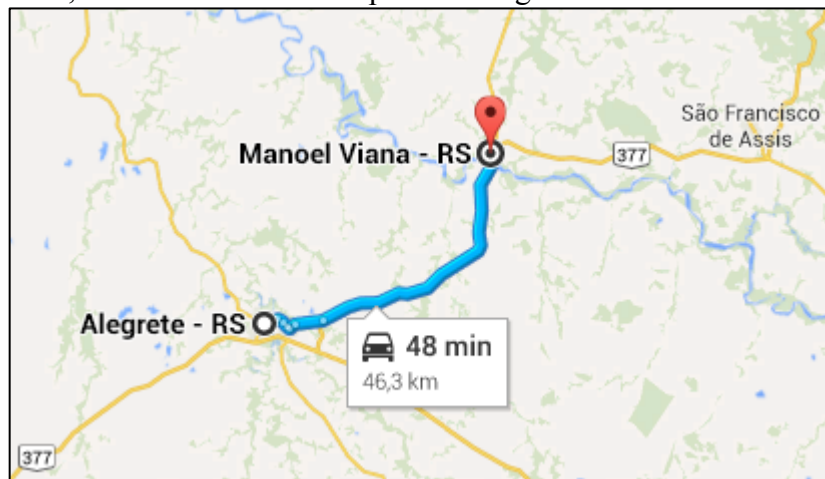 São Francisco
de Assis
Manoel Viana - RS
377
Alegrete - RS
48 min
46,3 km
377